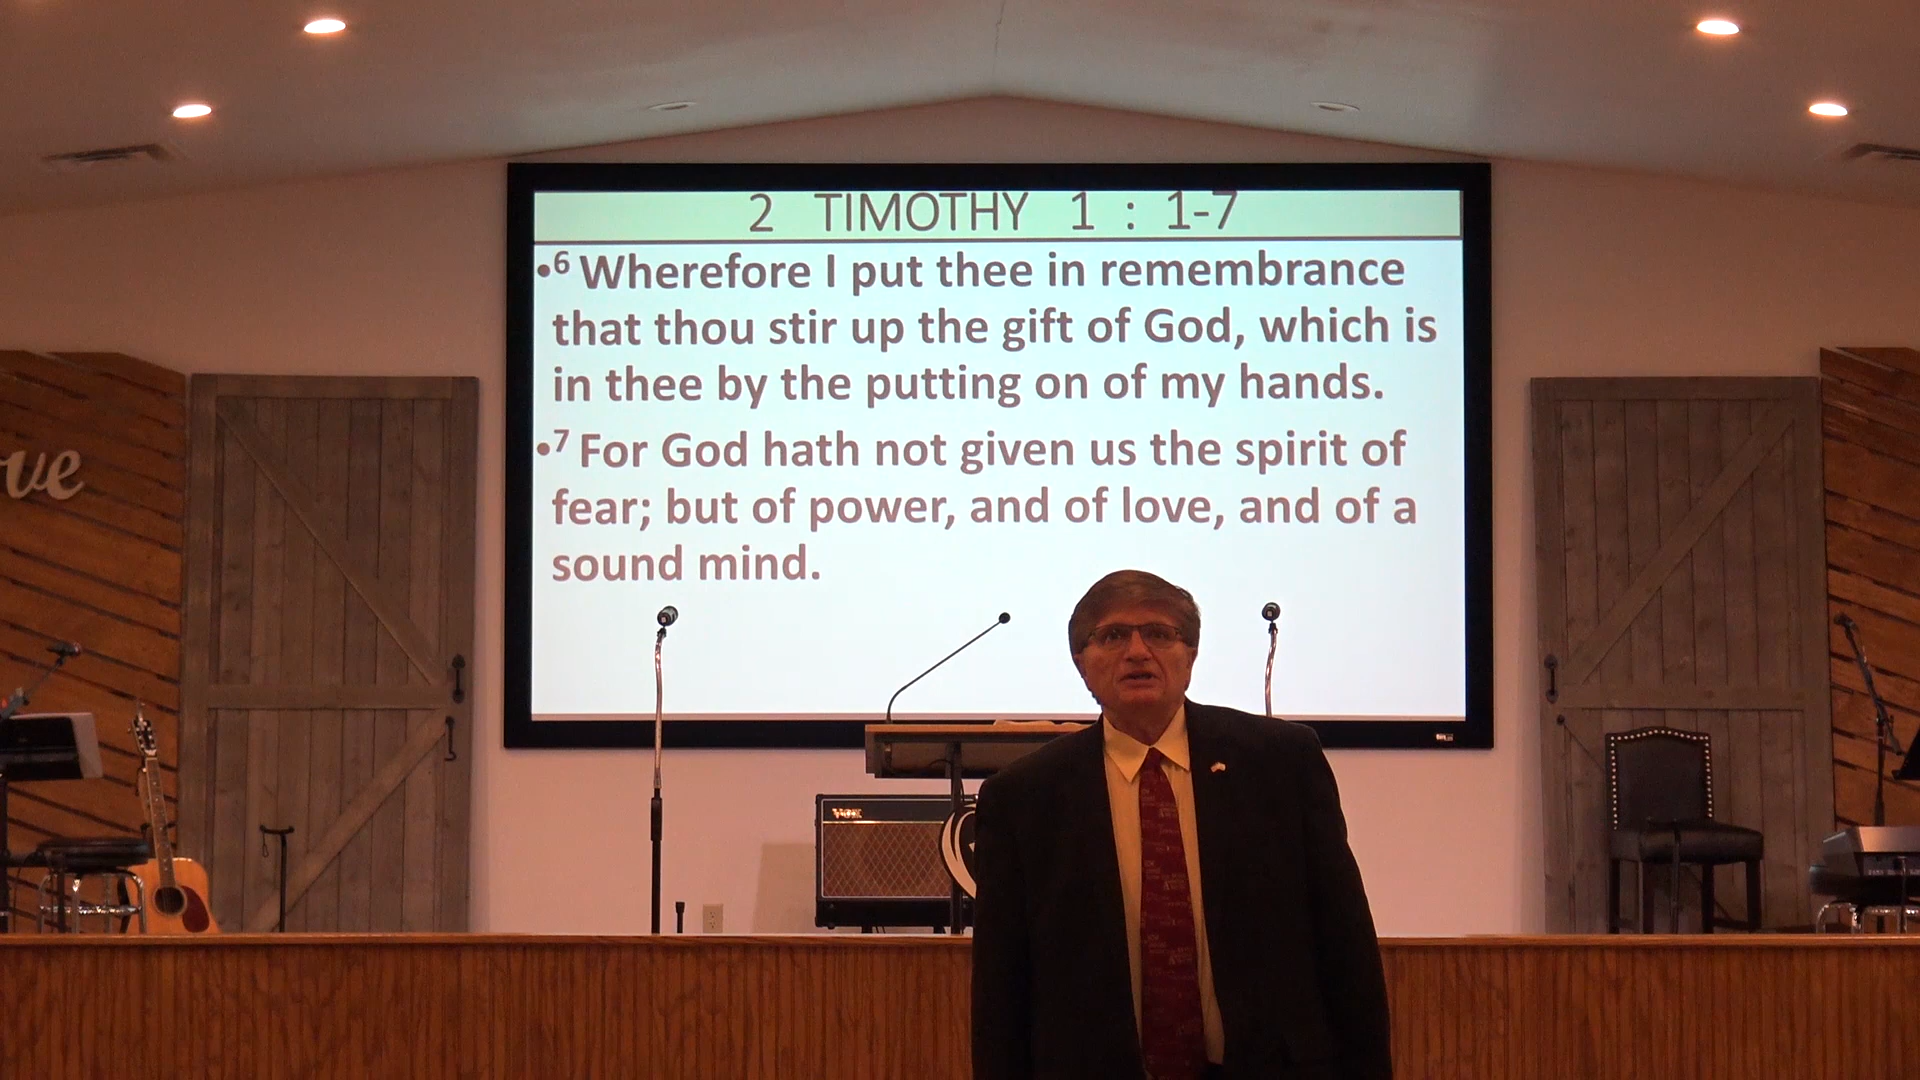 2 TIMOTHY 1 : 1-7
•6 Wherefore I put thee in remembrance
that thou stir up the gift of God, which is
in thee by the putting on of my hands.
•7 For God hath not given us the spirit of
fear; but of power, and of love, and of a
sound mind.
ve
VOX